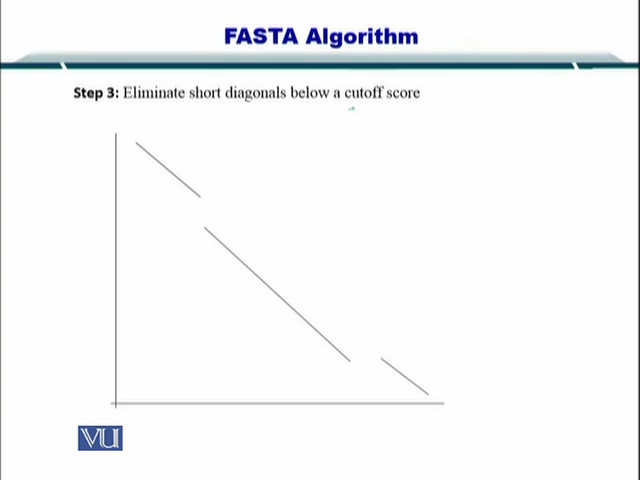 FASTA Algorithm
Step 3: Eliminate short diagonals below a cutoff score
VU